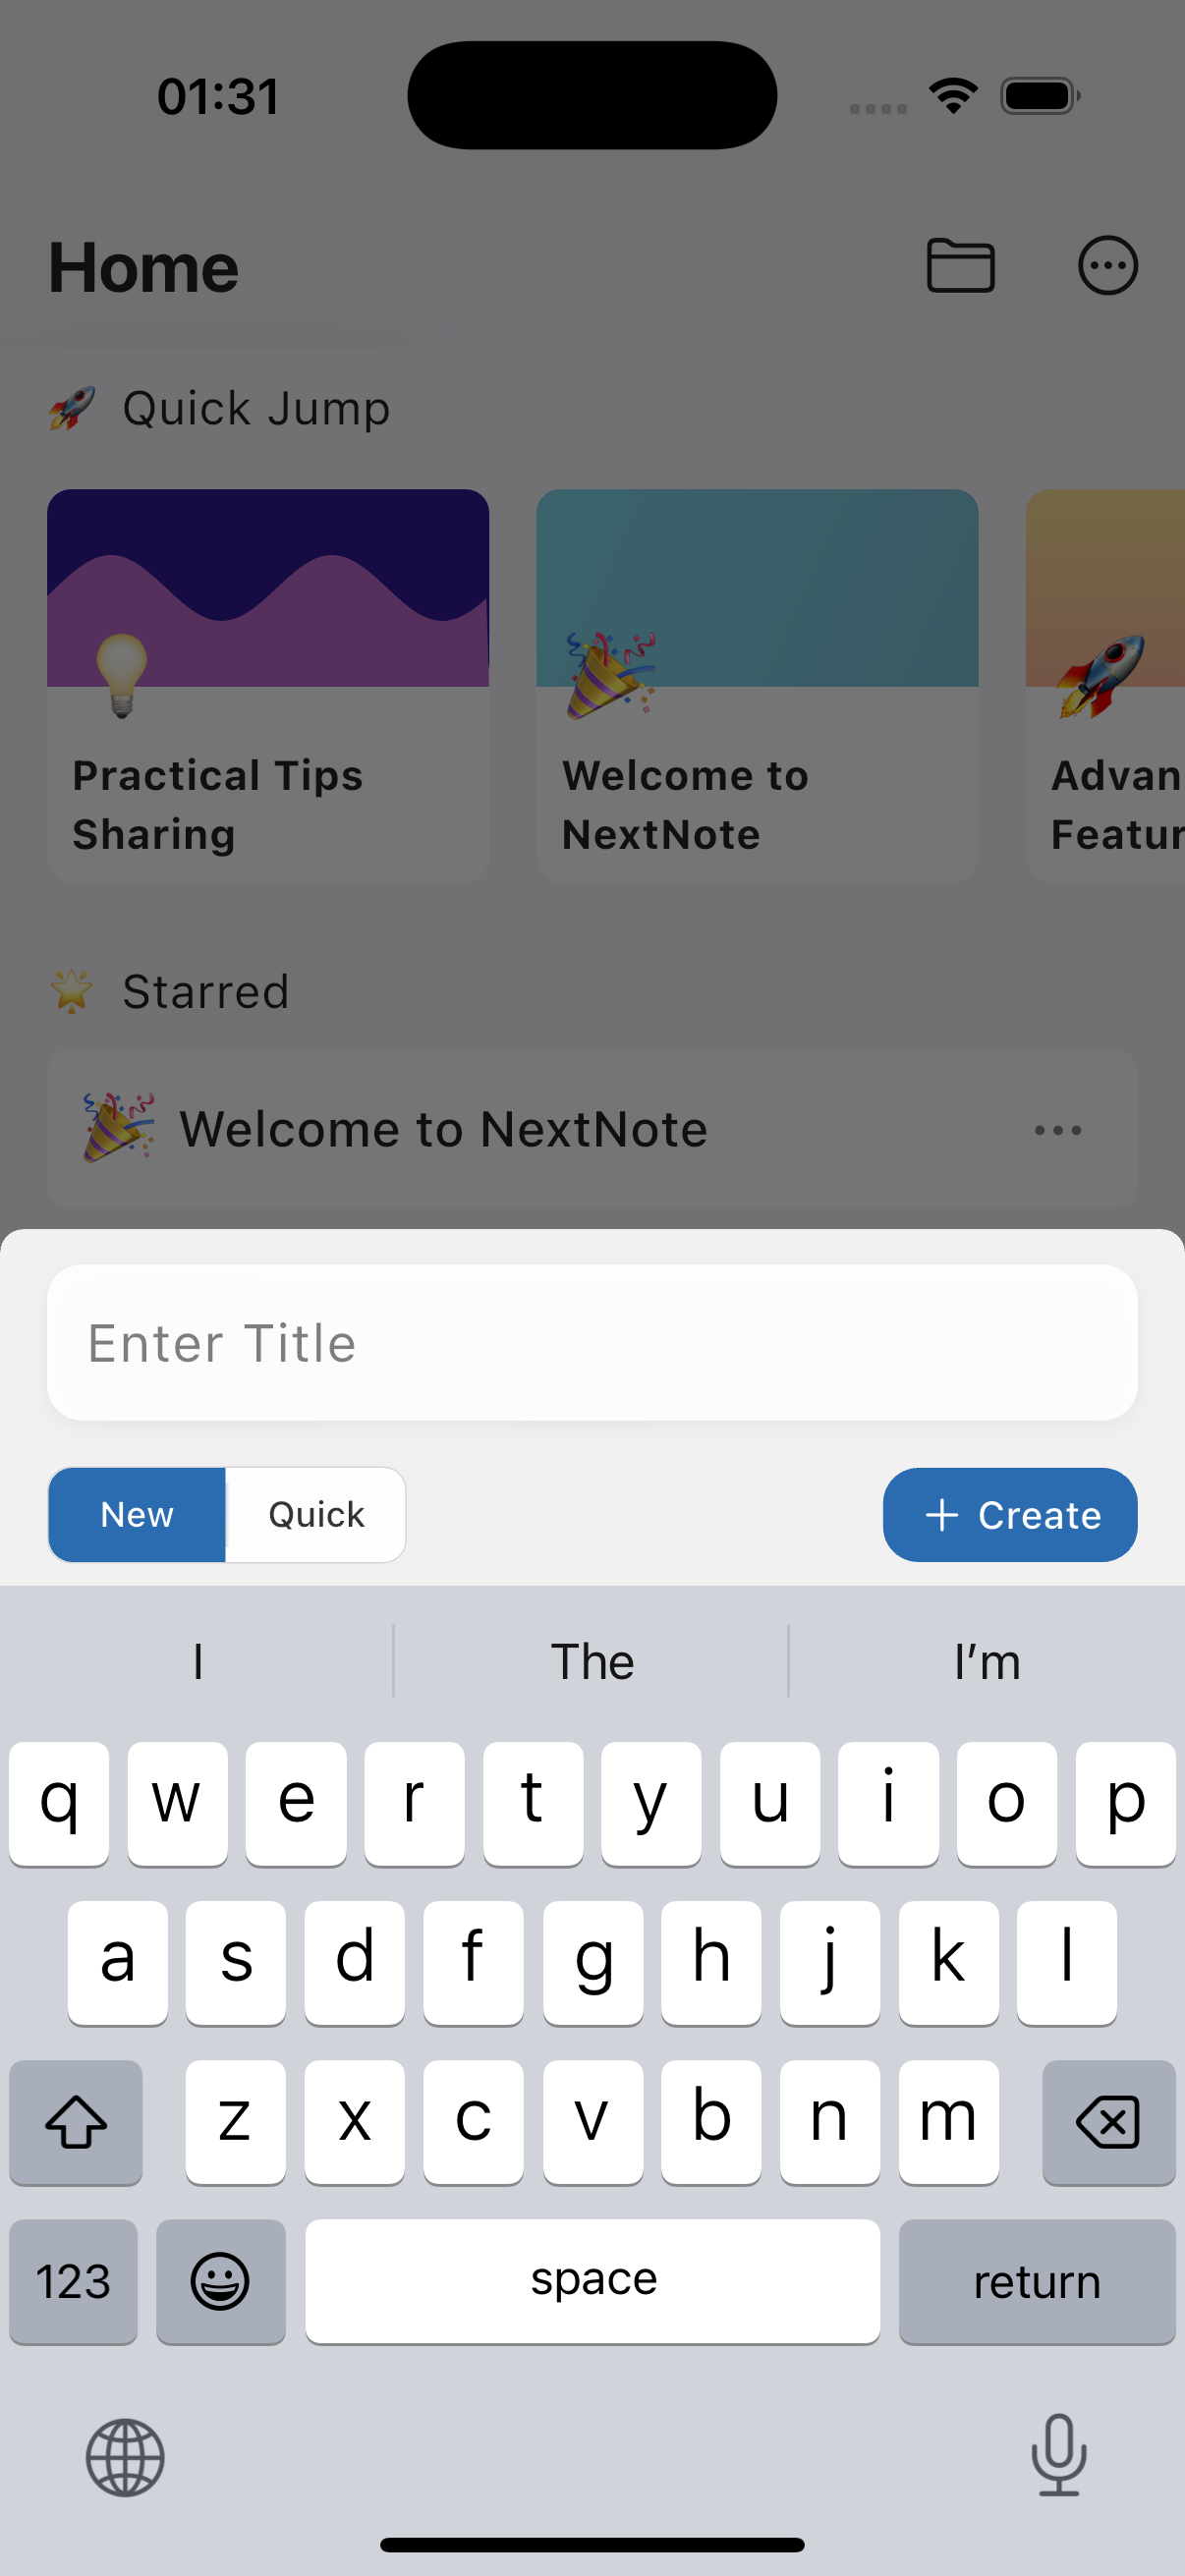 01:31
Home
Quick Jump
Practical Tips
Sharing
Welcome to
NextNote
Advan
Featur
Starred
Welcome to NextNote
Enter Title
New
Quick
Create
I
The
I’m
q w e r t y u i o p
a s d f g h j k l
z x c v b n m
123
space
return